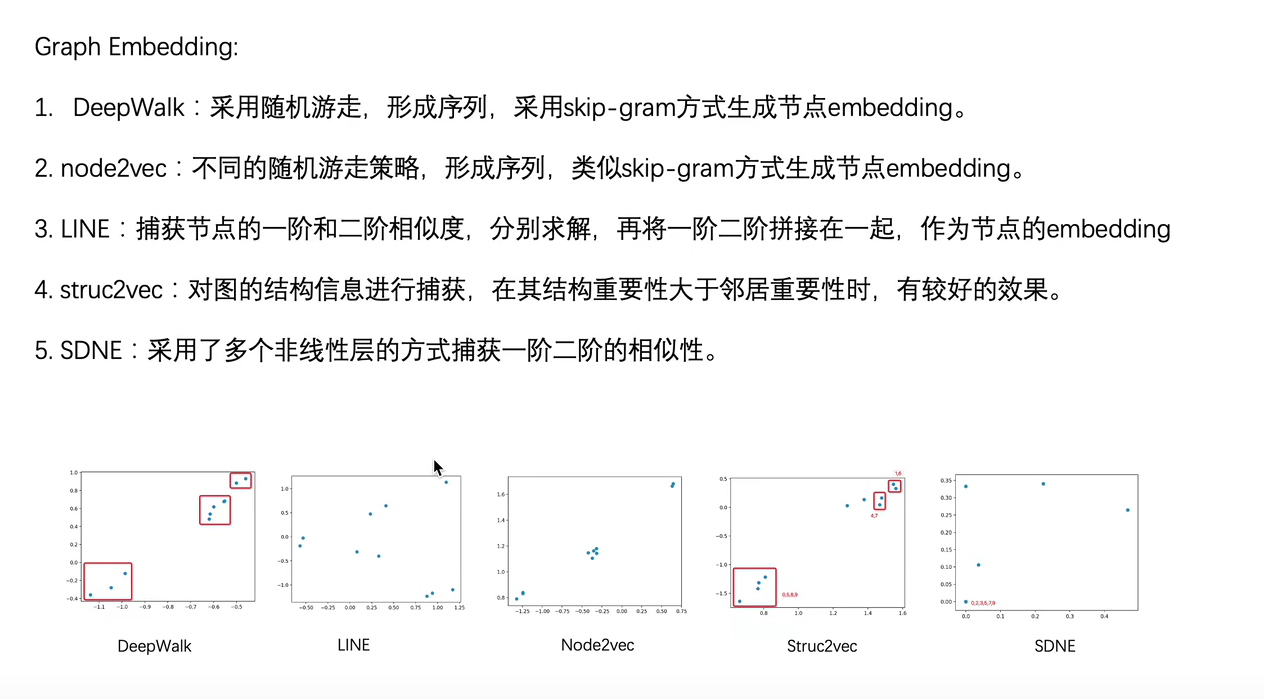 Graph Embedding:
1. DeepWalk：采用随机游走，形成序列，采用skip-gram方式生成节点embedding。
2. node2vec：不同的随机游走策略，形成序列，类似skip-gram方式生成节点embedding。
3. LINE：捕获节点的一阶和二阶相似度，分别求解，再将一阶二阶拼接在一起，作为节点的embedding
4. struc2vec：对图的结构信息进行捕获，在其结构重要性大于邻居重要性时，有较好的效果。
5. SDNE：采用了多个非线性层的方式捕获一阶二阶的相似性。
1.0
0.8
0.6
0.4
0.2
0.0
−0.2
−0.4
−1.1 −1.0 −0.9 −0.8 −0.7 −0.6 −0.5
1.0
0.5
0.0
−0.5
−1.0
−0.50 −0.25 0.00 0.25 0.50 0.75 1.00 1.25
1.6
1.4
1.2
1.0
0.8
−1.25 −1.00 −0.75 −0.50 −0.25 0.00 0.25 0.50 0.75
1,6
0.5
0.0
4,7
−0.5
−1.0
−1.5
0,5,8,9
0.8 1.0 1.2 1.4 1.6
0.35
0.30
0.25
0.20
0.15
0.10
0.05
0.00
0,2,3,5,7,9
0.0 0.1 0.2 0.3 0.4
DeepWalk LINE Node2vec Struc2vec SDNE